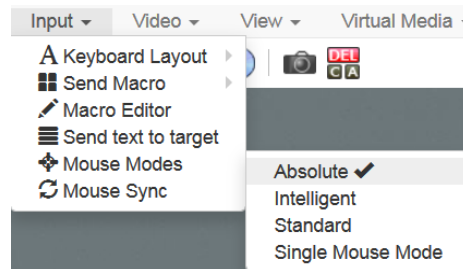 Input Video View Virtual Media
A Keyboard Layout
Send Macro
Macro Editor
Send text to target
Mouse Modes
Mouse Sync
DEL
C A
Absolute
Intelligent
Standard
Single Mouse Mode